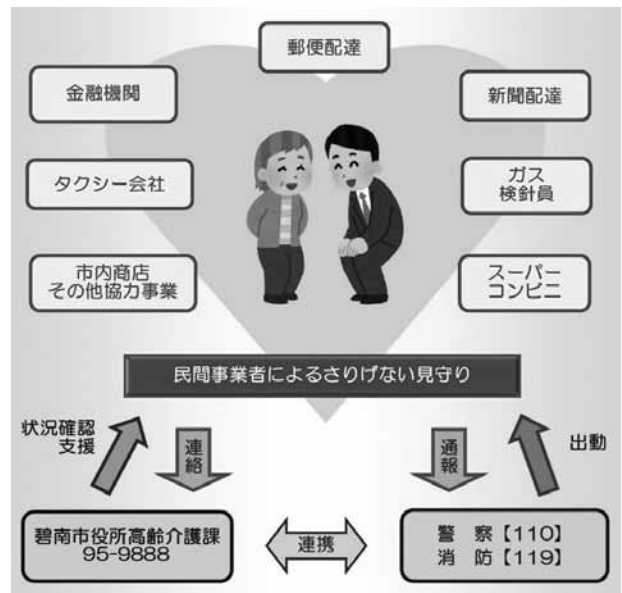 郵便配達
金融機関
新聞配達
タクシー会社
ガス
検針員
市内商店
その他協力事業
スーパー
コンビニ
民間事業者によるさりげない見守り
状況確認
支援
連絡
通報
出動
碧南市役所高齢介護課
95-9888
連携
警 察【110】
消 防【119】